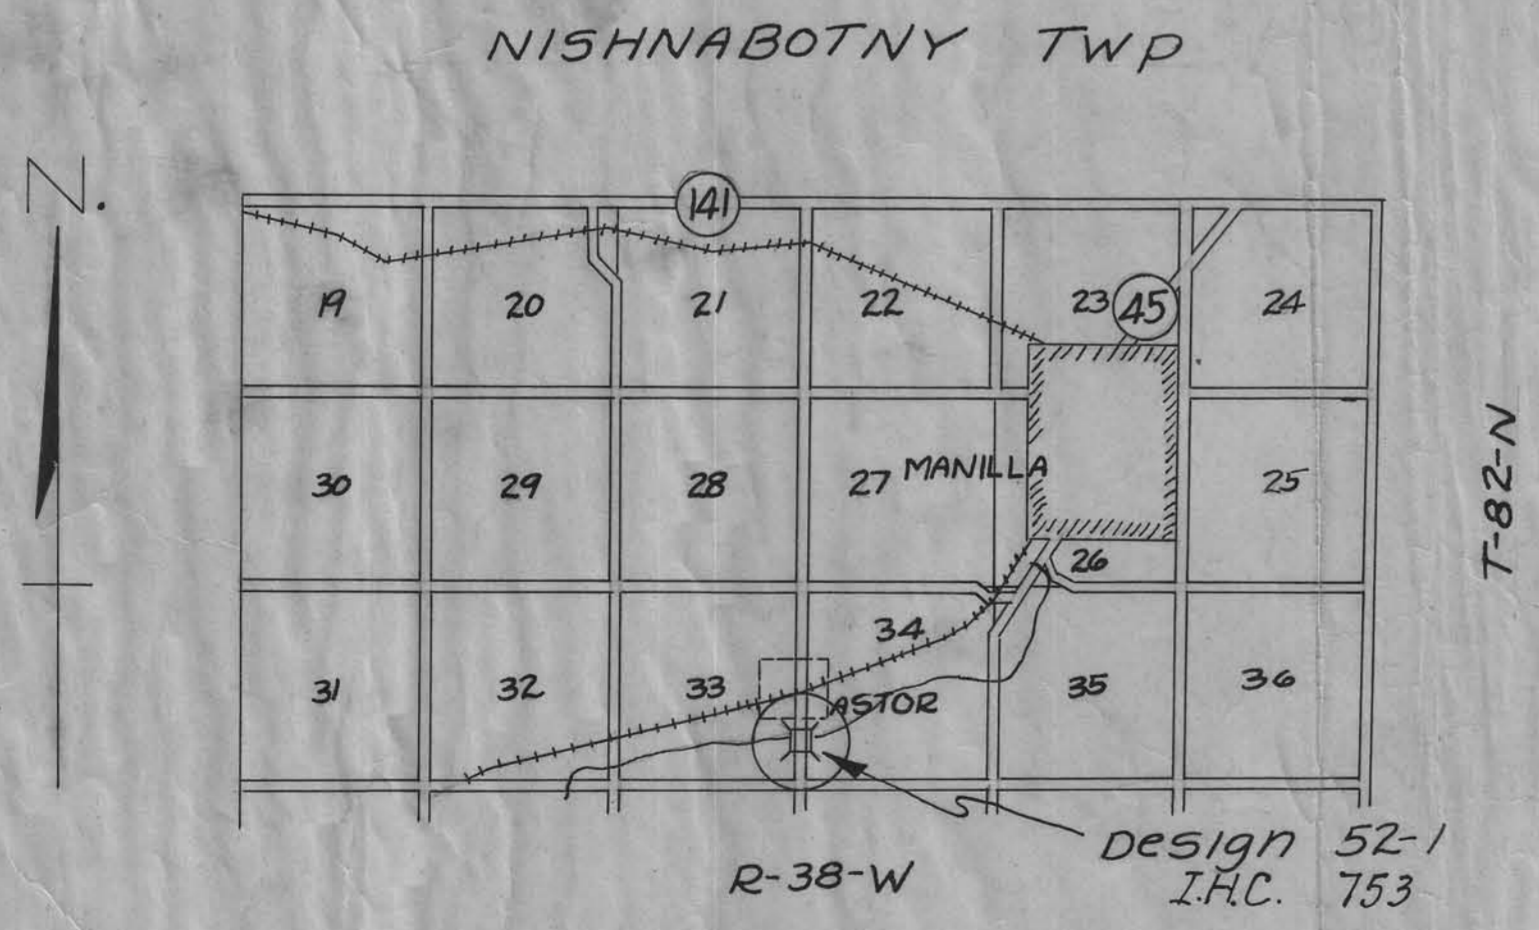 NISHNABOTNY TWP
N.
141
19 20 21 22 23 45 24
30 29 28 27 MANILLA 25
T-82-N
26
34
31 32 33 35 36
ASTOR
Design 52-1
R-38-W
I.H.C. 753